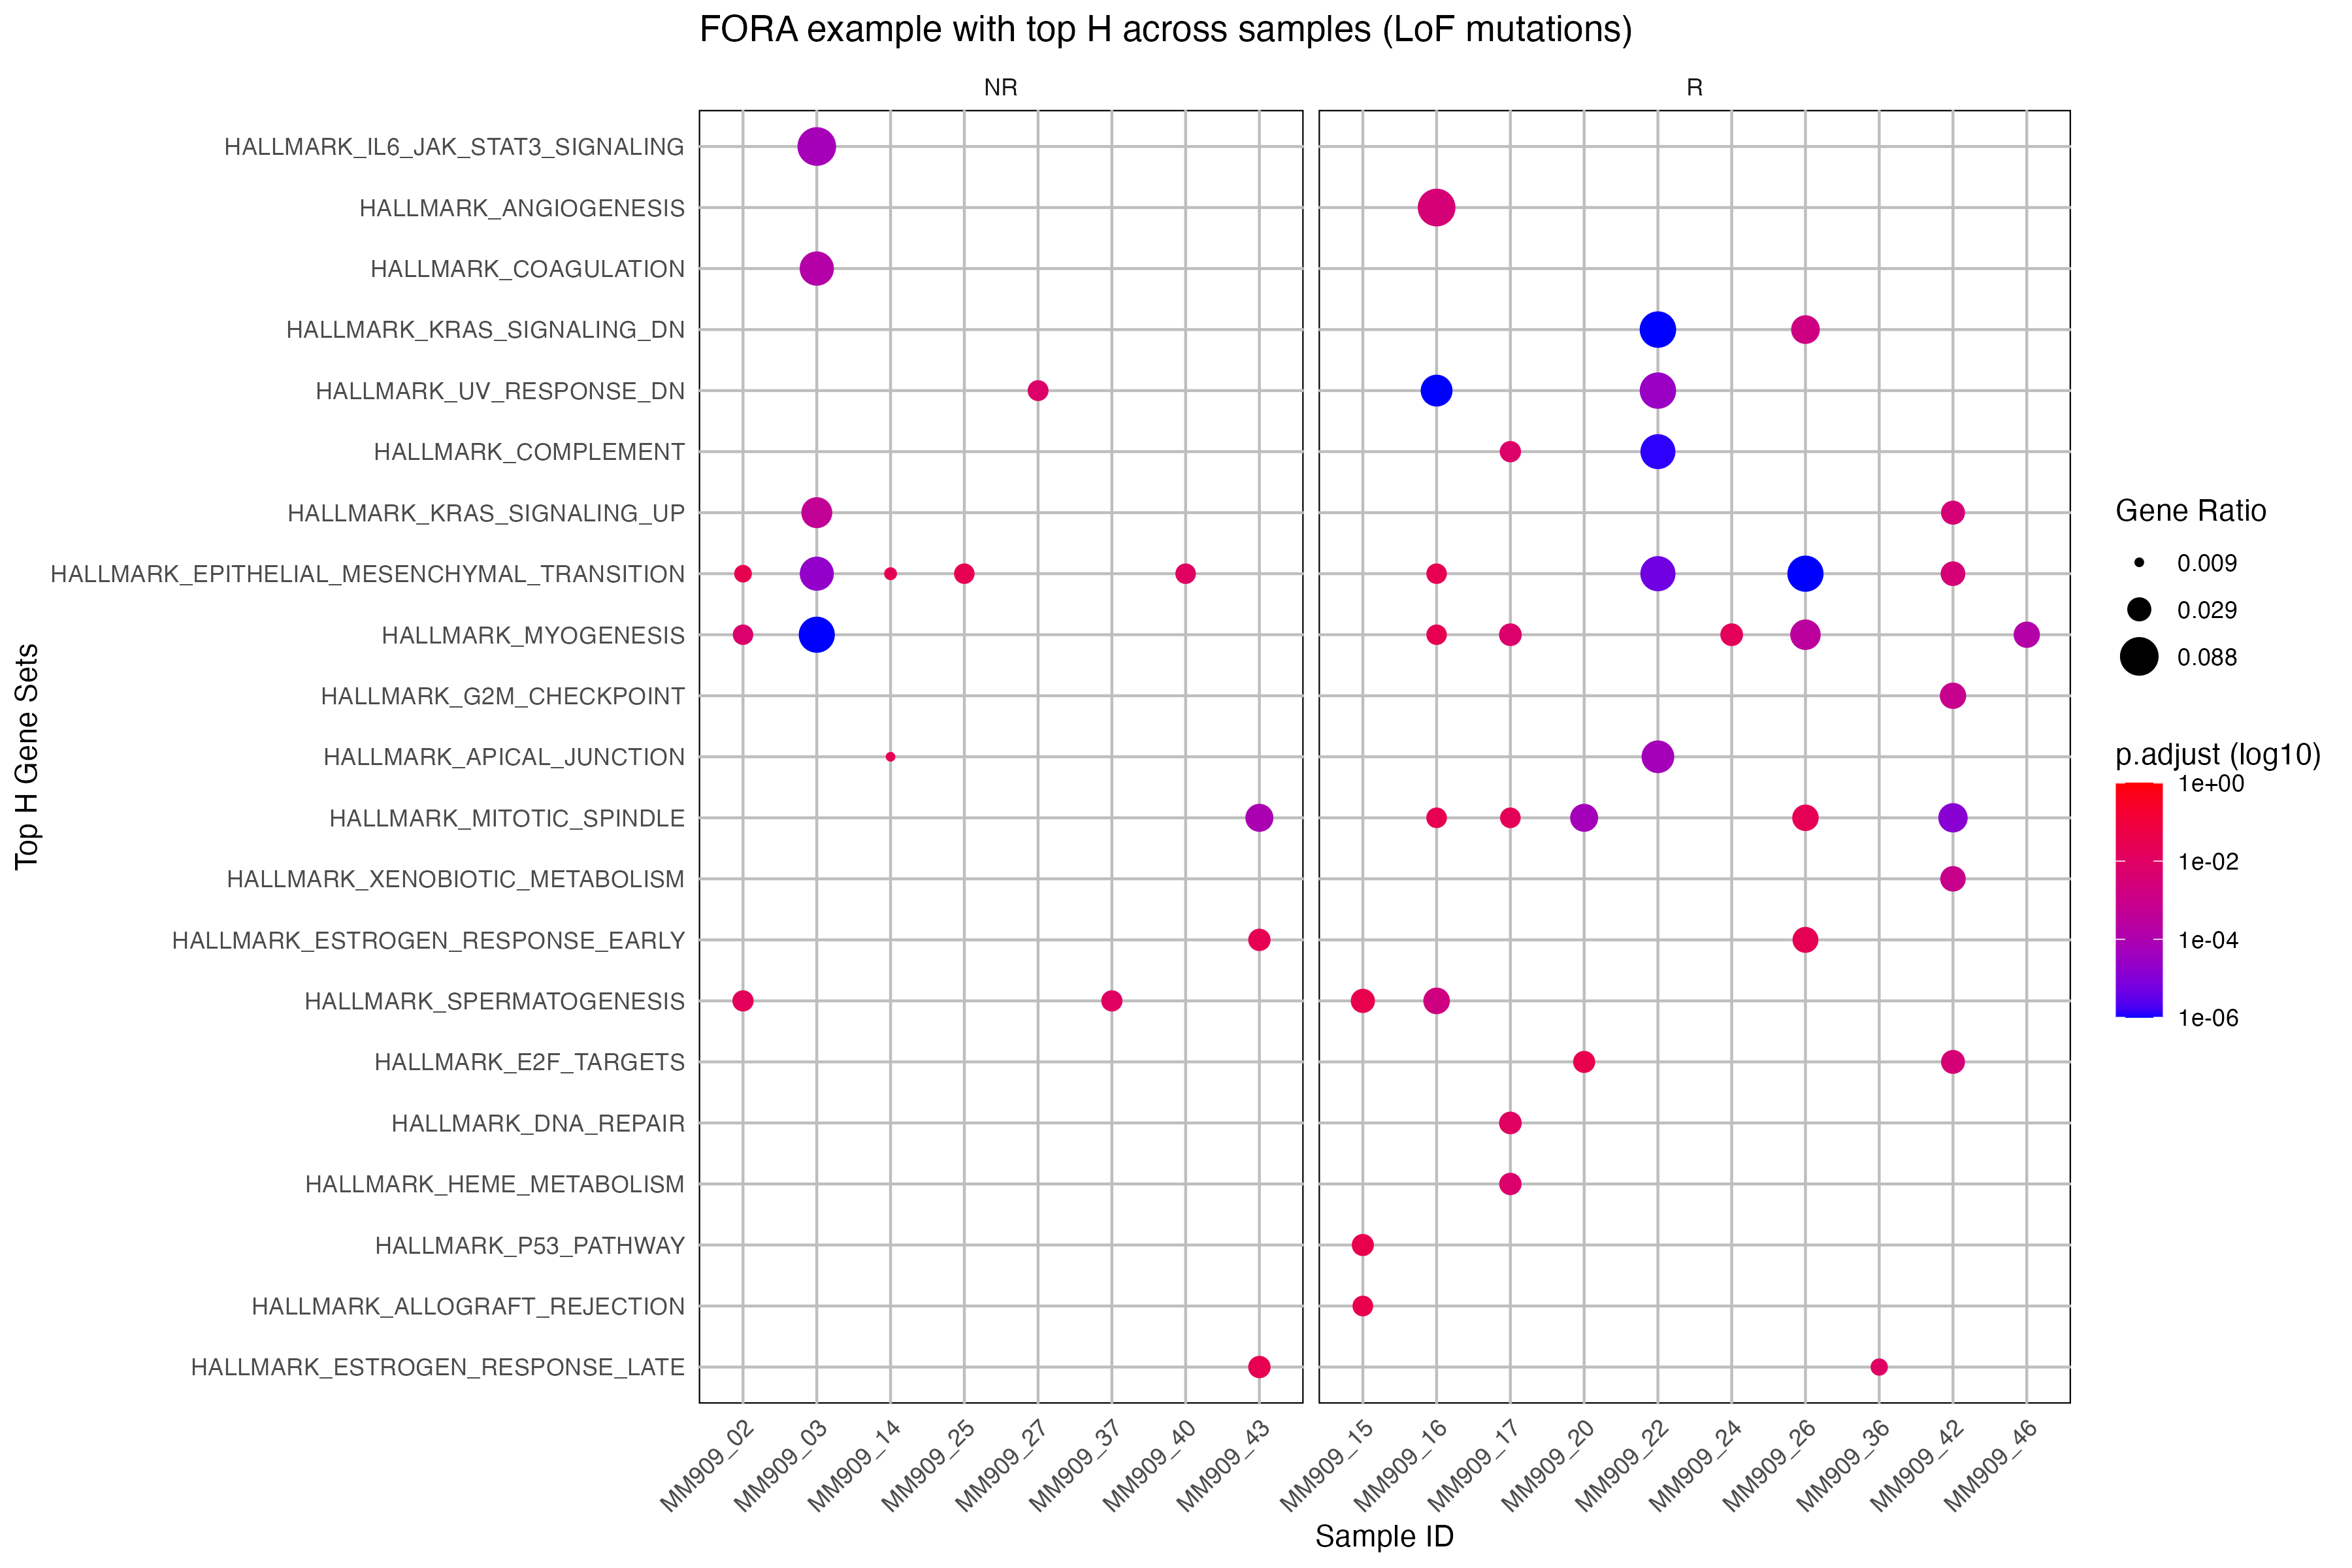 FORA example with top H across samples (LoF mutations)
NR
R
HALLMARK_IL6_JAK_STAT3_SIGNALING
HALLMARK_ANGIOGENESIS
HALLMARK_COAGULATION
HALLMARK_KRAS_SIGNALING_DN
HALLMARK_UV_RESPONSE_DN
HALLMARK_COMPLEMENT
HALLMARK_KRAS_SIGNALING_UP
HALLMARK_EPITHELIAL_MESENCHYMAL_TRANSITION
HALLMARK_MYOGENESIS
HALLMARK_G2M_CHECKPOINT
HALLMARK_APICAL_JUNCTION
HALLMARK_MITOTIC_SPINDLE
HALLMARK_XENOBIOTIC_METABOLISM
HALLMARK_ESTROGEN_RESPONSE_EARLY
HALLMARK_SPERMATOGENESIS
HALLMARK_E2F_TARGETS
HALLMARK_DNA_REPAIR
HALLMARK_HEME_METABOLISM
HALLMARK_P53_PATHWAY
HALLMARK_ALLOGRAFT_REJECTION
HALLMARK_ESTROGEN_RESPONSE_LATE
Top H Gene Sets
MM909_02
MM909_03
MM909_14
MM909_25
MM909_27
MM909_37
MM909_40
MM909_43
MM909_15
MM909_16
MM909_17
MM909_20
MM909_22
MM909_24
MM909_26
MM909_36
MM909_42
MM909_46
Sample ID
Gene Ratio
0.009
0.029
0.088
p.adjust (log10)
1e+00
1e-02
1e-04
1e-06